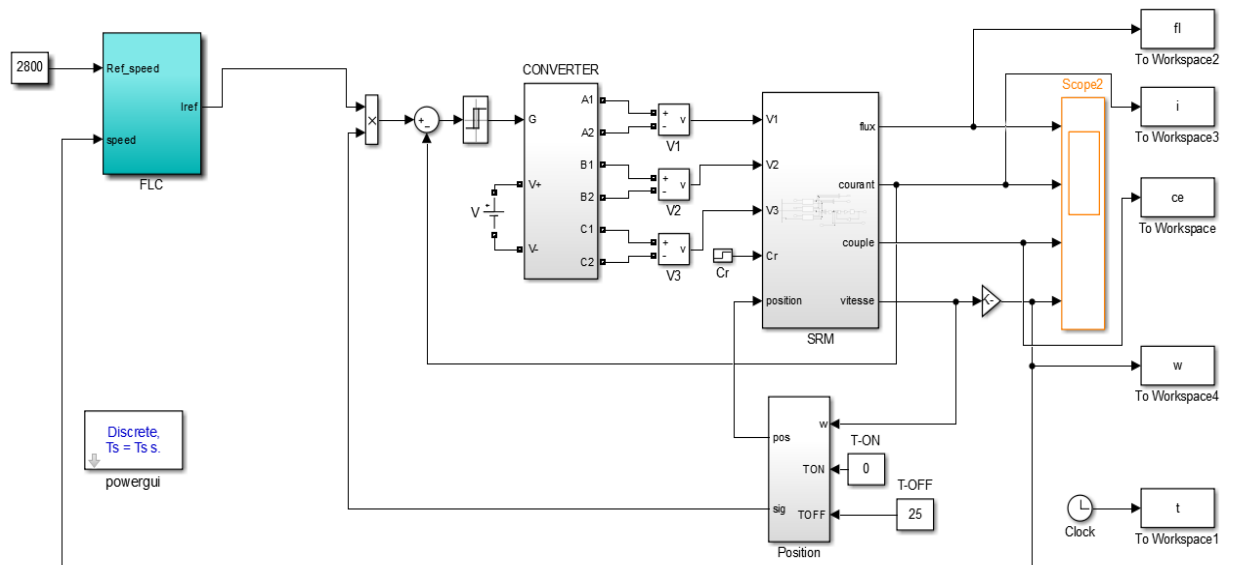 2800
Ref_speed
Iref
speed
FLC
X
+
-
CONVERTER
G
V+
V-
A1
A2
B1
B2
C1
C2
V
+
+
-
v
V1
+
-
v
V2
+
-
v
V3
Cr
V1
V2
V3
Cr
position
flux
courant
couple
vitesse
SRM
Scope2
fl
To Workspace2
i
To Workspace3
ce
To Workspace
w
To Workspace4
t
To Workspace1
Clock
pos
sig
w
TON
TOFF
Position
T-ON
0
T-OFF
25
Discrete,
Ts = Ts s.
powergui